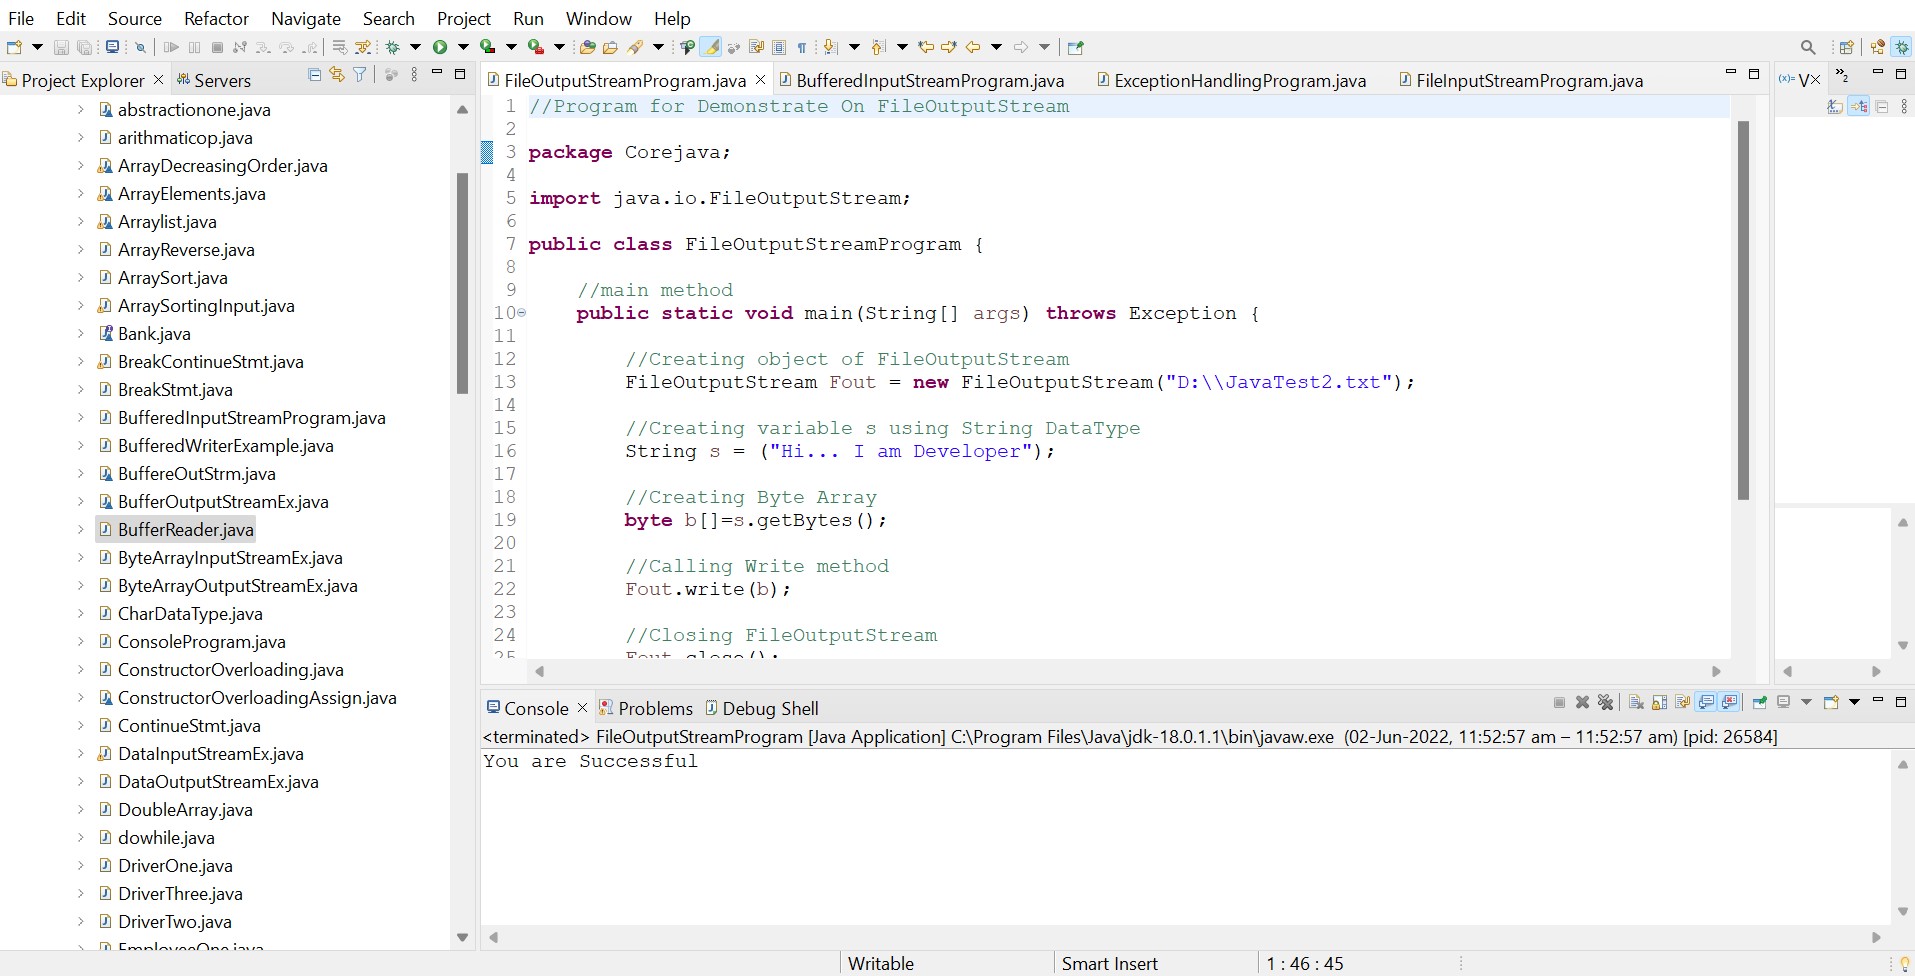 File Edit Source Refactor Navigate Search Project Run Window Help
Project Explorer Servers
abstractionone.java
arithmaticop.java
ArrayDecreasingOrder.java
ArrayElements.java
Arraylist.java
ArrayReverse.java
ArraySort.java
ArraySortingInput.java
Bank.java
BreakContinueStmt.java
BreakStmt.java
BufferedInputStreamProgram.java
BufferedWriterExample.java
BuffereOutStrm.java
BufferOutputStreamEx.java
BufferReader.java
ByteArrayInputStreamEx.java
ByteArrayOutputStreamEx.java
CharDataType.java
ConsoleProgram.java
ConstructorOverloading.java
ConstructorOverloadingAssign.java
ContinueStmt.java
DataInputStreamEx.java
DataOutputStreamEx.java
DoubleArray.java
dowhile.java
DriverOne.java
DriverThree.java
DriverTwo.java
EmployeeOne.java
FileOutputStreamProgram.java BufferedInputStreamProgram.java ExceptionHandlingProgram.java FileInputStreamProgram.java
1 //Program for Demonstrate On FileOutputStream
2
3 package Corejava;
4
5 import java.io.FileOutputStream;
6
7 public class FileOutputStreamProgram {
8
9 //main method
10 public static void main(String[] args) throws Exception {
11
12 //Creating object of FileOutputStream
13 FileOutputStream Fout = new FileOutputStream("D:\\JavaTest2.txt");
14
15 //Creating variable s using String DataType
16 String s = ("Hi... I am Developer");
17
18 //Creating Byte Array
19 byte b[]=s.getBytes();
20
21 //Calling Write method
22 Fout.write(b);
23
24 //Closing FileOutputStream
25 Fout.close();
(x)= V
»2
Console Problems Debug Shell
<terminated> FileOutputStreamProgram [Java Application] C:\Program Files\Java\jdk-18.0.1.1\bin\javaw.exe (02-Jun-2022, 11:52:57 am – 11:52:57 am) [pid: 26584]
You are Successful
Writable Smart Insert 1 : 46 : 45